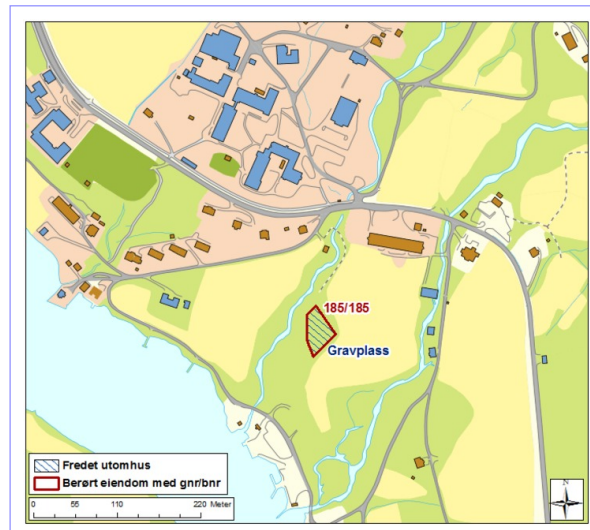 185/185
Gravplass
Fredet utomhus
Berørt eiendom med gnr/bnr
0 55 110 220 Meter
N